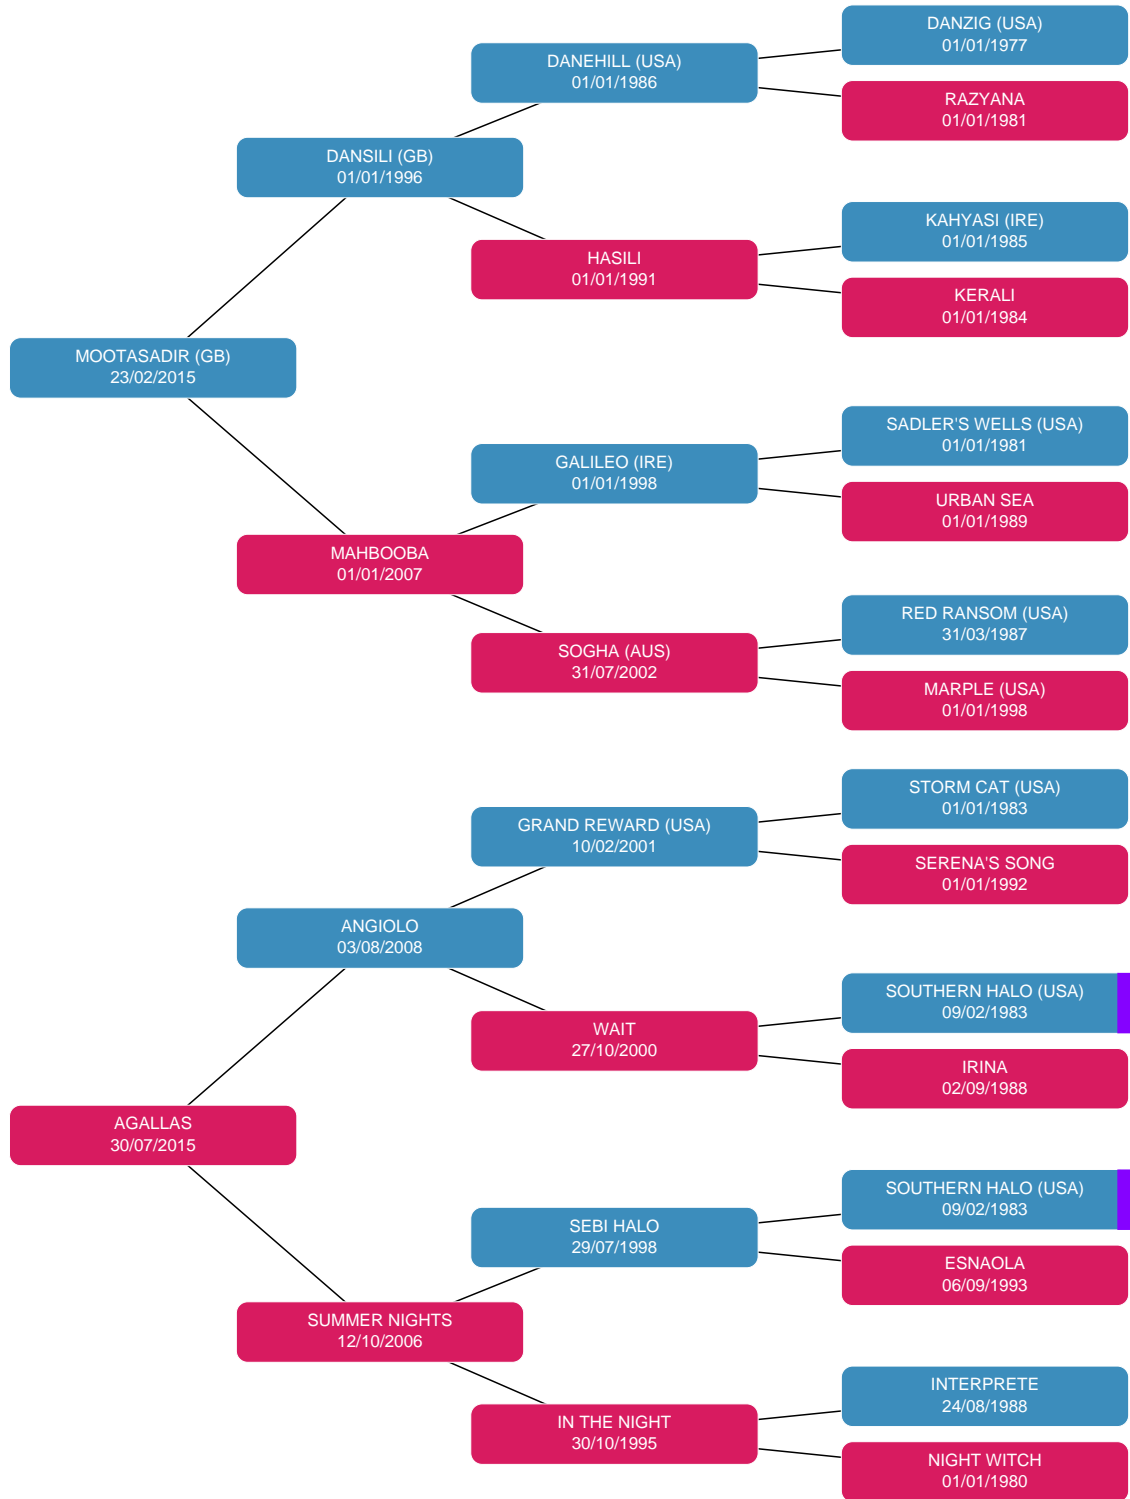 DANZIG (USA)
01/01/1977
DANEHILL (USA)
01/01/1986
RAZYANA
01/01/1981
DANSILI (GB)
01/01/1996
KAHYASI (IRE)
01/01/1985
HASILI
01/01/1991
KERALI
01/01/1984
MOOTASADIR (GB)
23/02/2015
SADLER'S WELLS (USA)
01/01/1981
GALILEO (IRE)
01/01/1998
URBAN SEA
01/01/1989
MAHBOOBA
01/01/2007
RED RANSOM (USA)
31/03/1987
SOGHA (AUS)
31/07/2002
MARPLE (USA)
01/01/1998
STORM CAT (USA)
01/01/1983
GRAND REWARD (USA)
10/02/2001
SERENA'S SONG
01/01/1992
ANGIOLO
03/08/2008
SOUTHERN HALO (USA)
09/02/1983
WAIT
27/10/2000
IRINA
02/09/1988
AGALLAS
30/07/2015
SOUTHERN HALO (USA)
09/02/1983
SEBI HALO
29/07/1998
ESNAOLA
06/09/1993
SUMMER NIGHTS
12/10/2006
INTERPRETE
24/08/1988
IN THE NIGHT
30/10/1995
NIGHT WITCH
01/01/1980